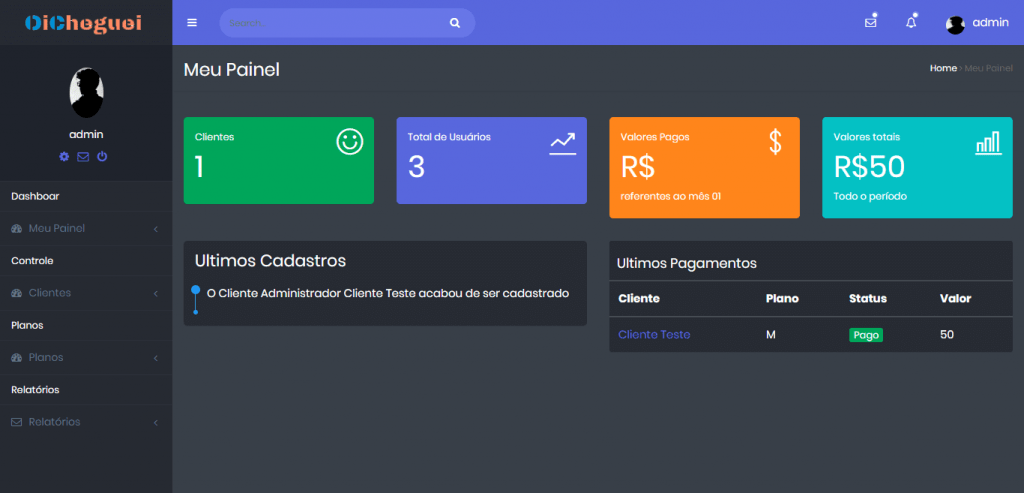 OiCheguei
Search
admin
Meu Painel
Home > Meu Painel
admin
Dashboar
Meu Painel
Controle
Clientes
Planos
Planos
Relatórios
Relatórios
Clientes
1
Total de Usuários
3
Valores Pagos
R$
referentes ao mês 01
Valores totais
R$50
Todo o período
Ultimos Cadastros
O Cliente Administrador Cliente Teste acabou de ser cadastrado
Ultimos Pagamentos
Cliente Plano Status Valor
Cliente Teste M Pago 50